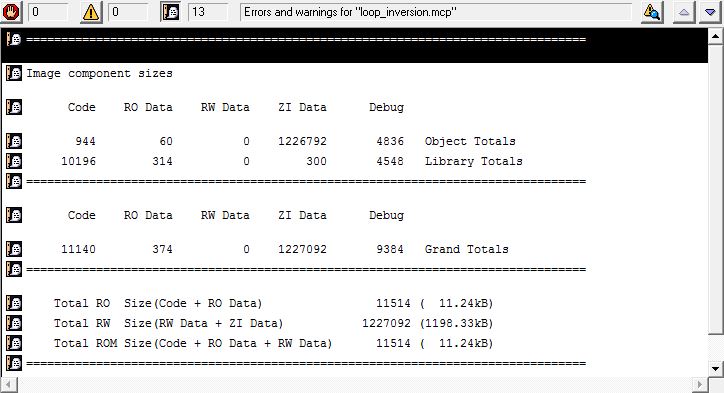 0 0 13 Errors and warnings for "loop_inversion.mcp"
================================================================================
Image component sizes
Code RO Data RW Data ZI Data Debug
944 60 0 1226792 4836 Object Totals
10196 314 0 300 4548 Library Totals
================================================================================
Code RO Data RW Data ZI Data Debug
11140 374 0 1227092 9384 Grand Totals
================================================================================
Total RO Size(Code + RO Data) 11514 ( 11.24kB)
Total RW Size(RW Data + ZI Data) 1227092 (1198.33kB)
Total ROM Size(Code + RO Data + RW Data) 11514 ( 11.24kB)
================================================================================